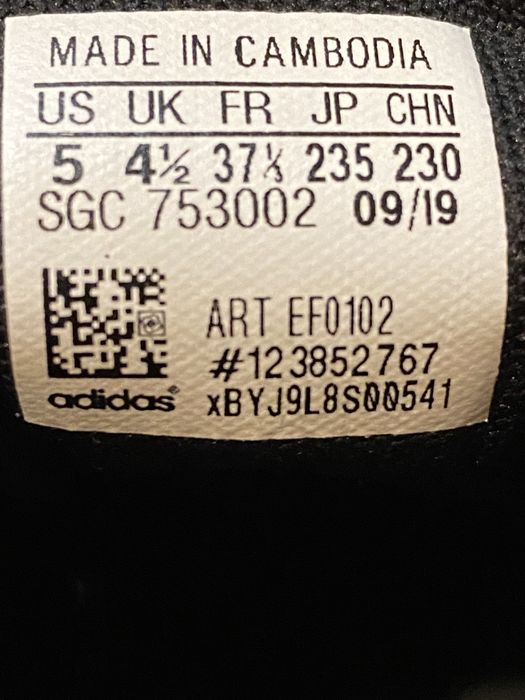 MADE IN CAMBODIA
US UK FR JP CHN
5 4½ 37⅓ 235 230
SGC 753002 09/19
ART EF0102
#123852767
adidas® xBYJ9L8S00541